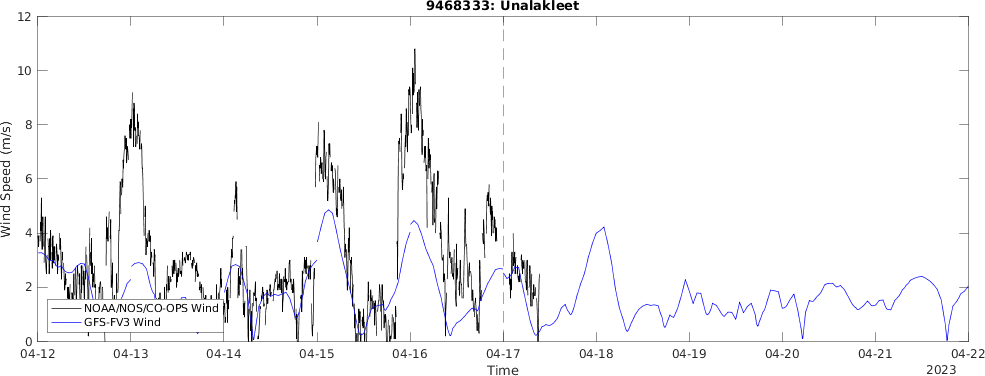 9468333: Unalakleet
12
10
8
6
4
2
0
Wind Speed (m/s)
NOAA/NOS/CO-OPS Wind
GFS-FV3 Wind
04-12 04-13 04-14 04-15 04-16 04-17 04-18 04-19 04-20 04-21 04-22
Time
2023